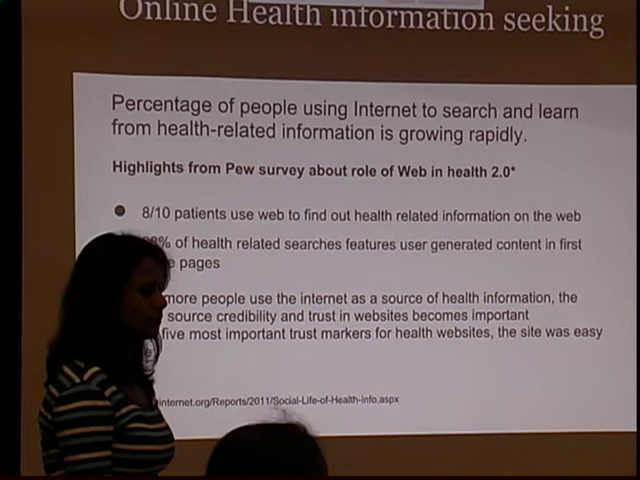 Online Health information seeking
Percentage of people using Internet to search and learn
from health-related information is growing rapidly.
Highlights from Pew survey about role of Web in health 2.0*
8/10 patients use web to find out health related information on the web
% of health related searches features user generated content in first
pages
more people use the internet as a source of health information, the
source credibility and trust in websites becomes important
five most important trust markers for health websites, the site was easy
internet.org/Reports/2011/Social-Life-of-Health-Info.aspx